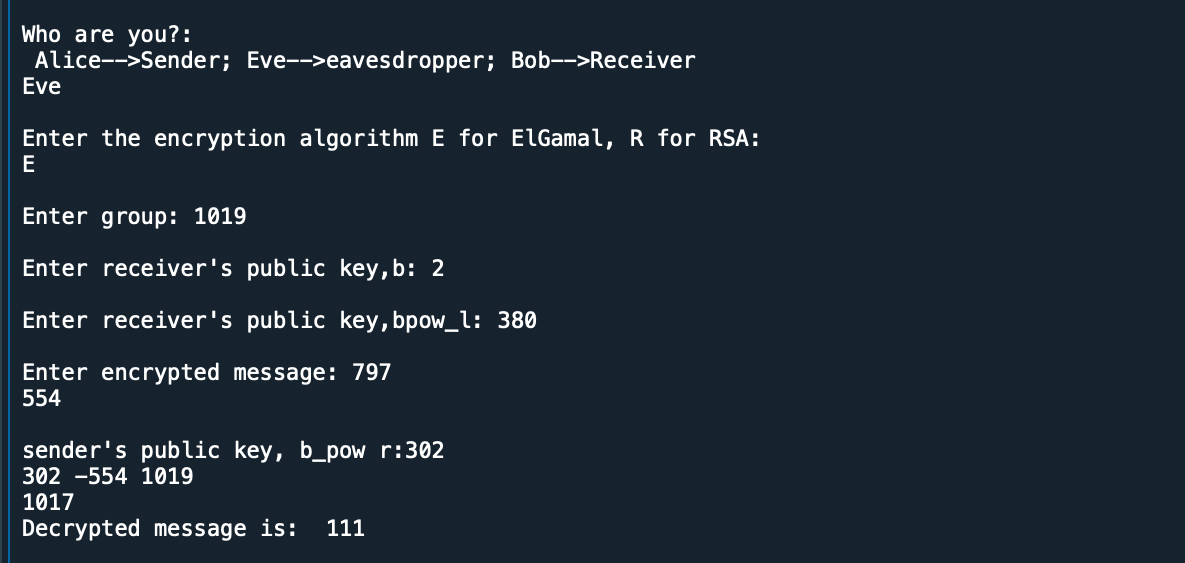 Who are you?:
Alice-->Sender; Eve-->eavesdropper; Bob-->Receiver
Eve
Enter the encryption algorithm E for ElGamal, R for RSA:
E
Enter group: 1019
Enter receiver's public key,b: 2
Enter receiver's public key,bpow_l: 380
Enter encrypted message: 797
554
sender's public key, b_pow r:302
302 -554 1019
1017
Decrypted message is:  111